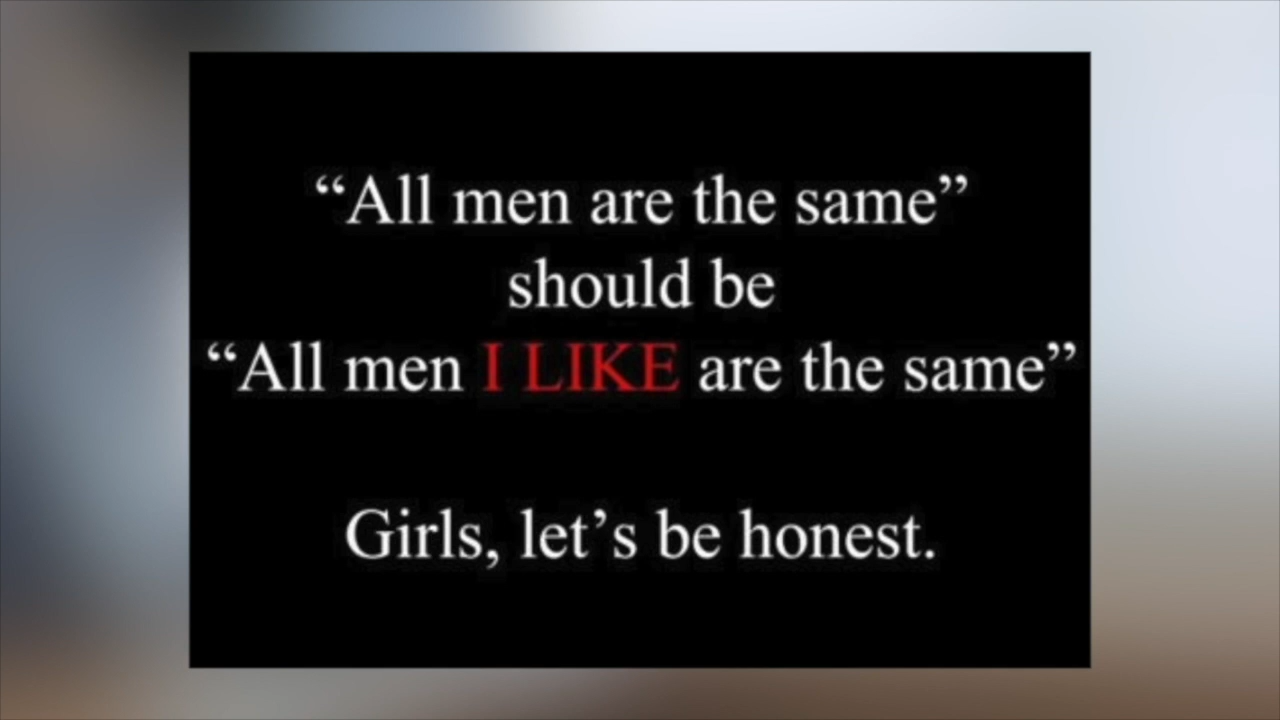 “All men are the same”
should be
“All men I LIKE are the same”
Girls, let’s be honest.